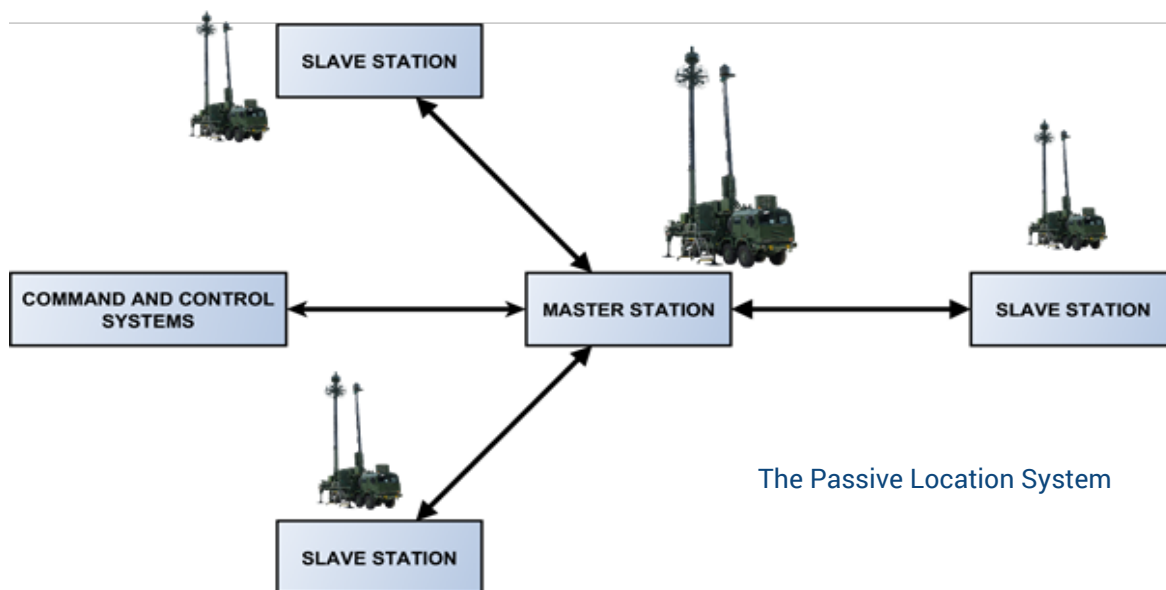 SLAVE STATION
COMMAND AND CONTROL
SYSTEMS
MASTER STATION
SLAVE STATION
The Passive Location System
SLAVE STATION